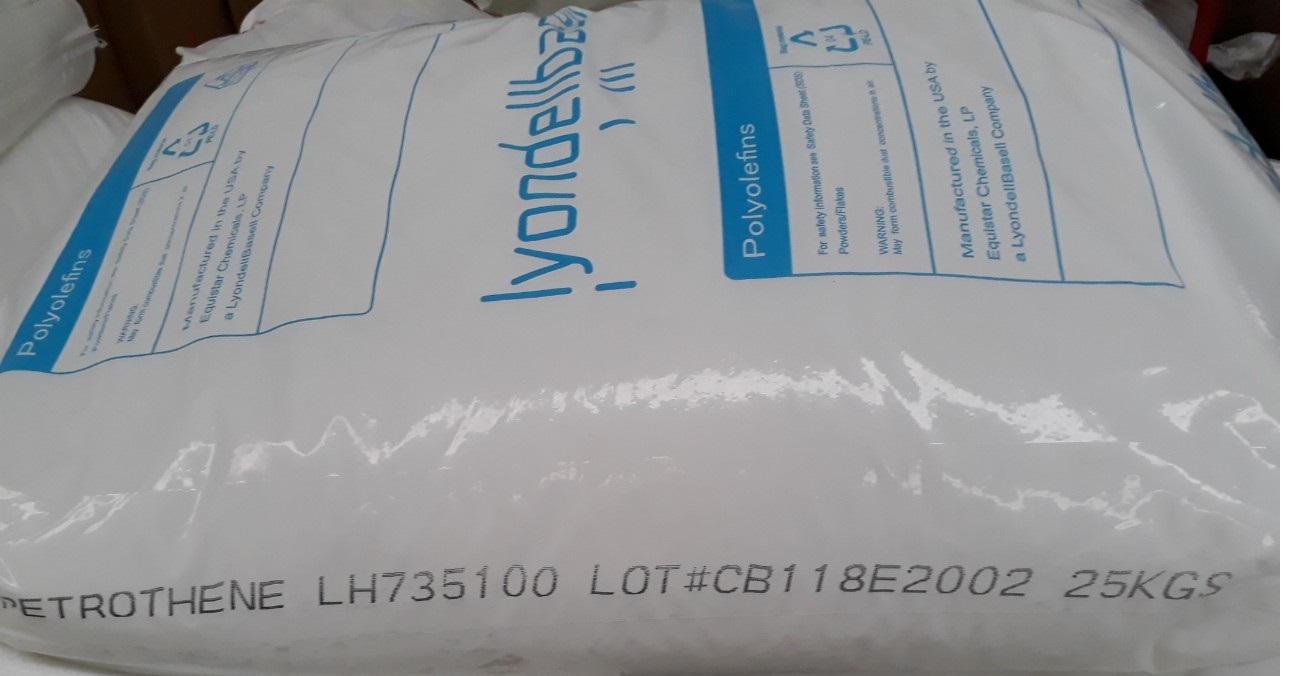 Polyolefins
WARNING:
Manufactured in the USA by
Equistar Chemicals, LP
a LyondellBasell Company
lyondellbase
Polyolefins
For safety information see Safety Data Sheet (SDS)
Powders/Flakes
WARNING:
May form combustible dust concentrations in air.
Manufactured in the USA by
Equistar Chemicals, LP
a LyondellBasell Company
PETROTHENE LH735100 LOT#CB118E2002 25KGS